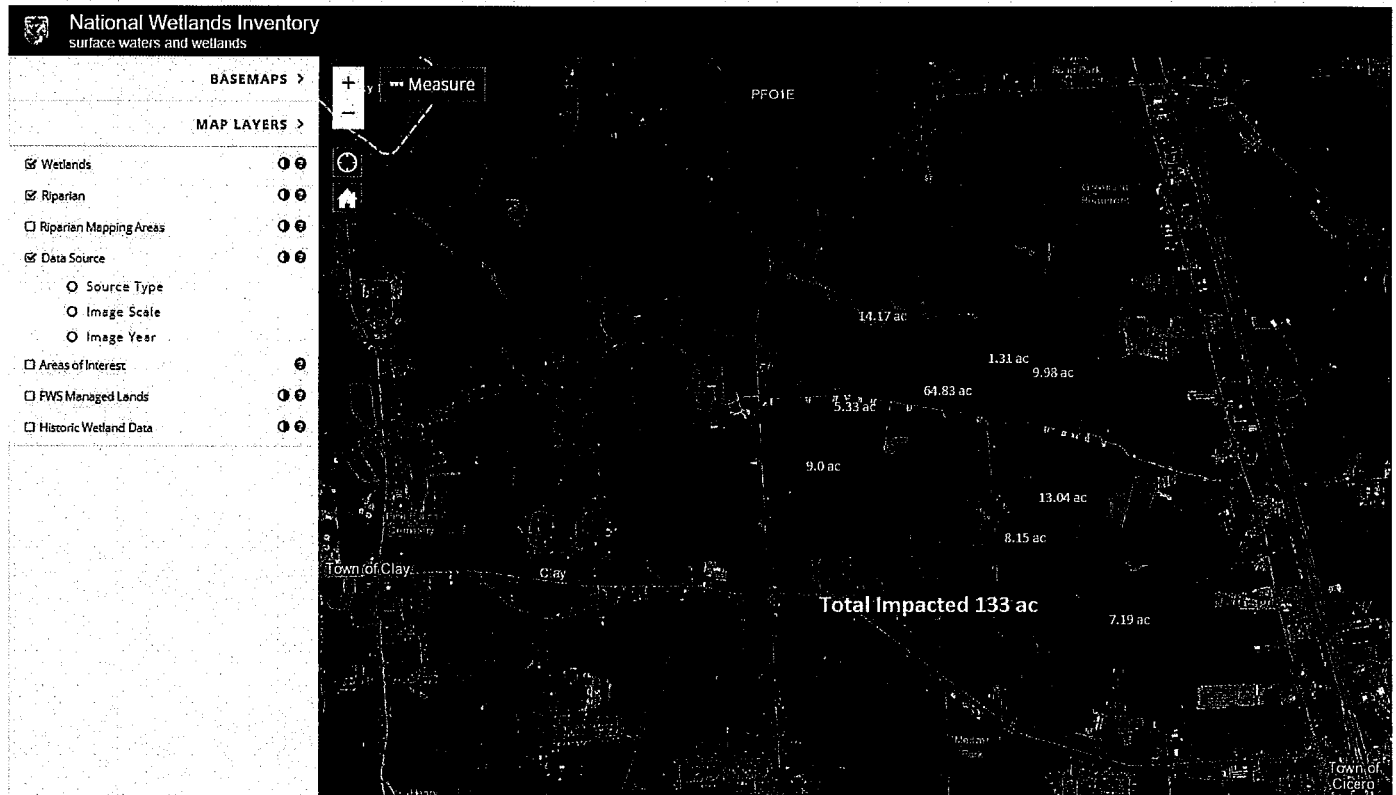 National Wetlands Inventory
surface waters and wetlands
BASEMAPS >
MAP LAYERS >
Wetlands
Riparian
Riparian Mapping Areas
Data Source
Source Type
Image Scale
Image Year
Areas of Interest
FWS Managed Lands
Historic Wetland Data
+
−
Measure
PFO1E
14.17 ac
1.31 ac
9.98 ac
64.83 ac
5.33 ac
9.0 ac
13.04 ac
8.15 ac
Town of Clay
Clay
Total Impacted 133 ac
7.19 ac
Town of
Cicero